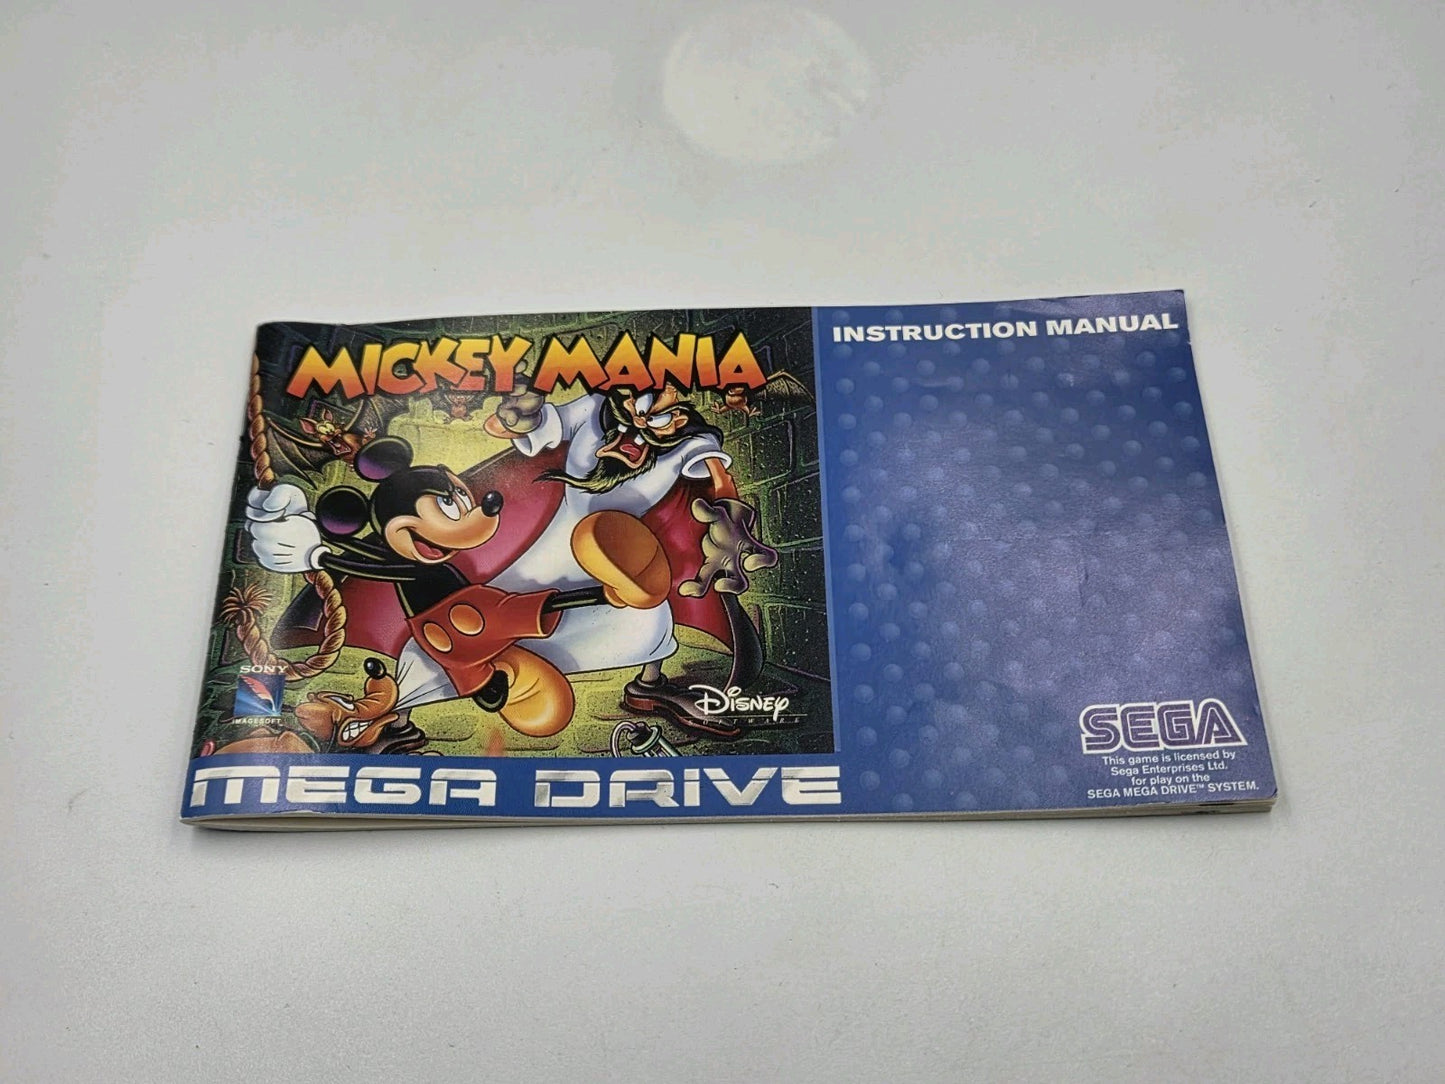 MICKEY MANIA
INSTRUCTION MANUAL
SONY
IMAGESOFT
Disney
SOFTWARE
MEGA DRIVE
SEGA
This game is licensed by
Sega Enterprises Ltd.
for play on the
SEGA MEGA DRIVE™ SYSTEM.